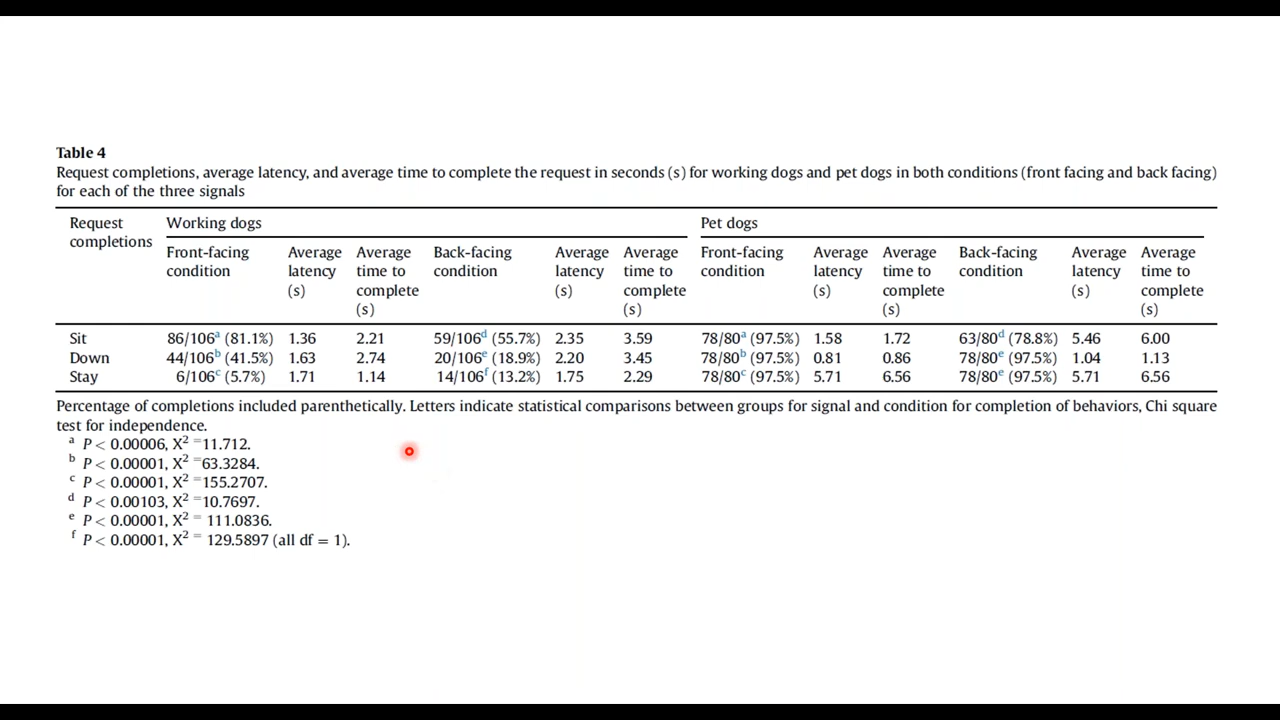 Table 4
Request completions, average latency, and average time to complete the request in seconds (s) for working dogs and pet dogs in both conditions (front facing and back facing)
for each of the three signals
Request completions Working dogs Pet dogs
Front-facing condition Average latency (s) Average time to complete (s) Back-facing condition Average latency (s) Average time to complete (s) Front-facing condition Average latency (s) Average time to complete (s) Back-facing condition Average latency (s) Average time to complete (s)
Sit 86/106a (81.1%) 1.36 2.21 59/106d (55.7%) 2.35 3.59 78/80a (97.5%) 1.58 1.72 63/80d (78.8%) 5.46 6.00
Down 44/106b (41.5%) 1.63 2.74 20/106e (18.9%) 2.20 3.45 78/80b (97.5%) 0.81 0.86 78/80e (97.5%) 1.04 1.13
Stay 6/106c (5.7%) 1.71 1.14 14/106f (13.2%) 1.75 2.29 78/80c (97.5%) 5.71 6.56 78/80e (97.5%) 5.71 6.56
Percentage of completions included parenthetically. Letters indicate statistical comparisons between groups for signal and condition for completion of behaviors, Chi square
test for independence.
a P < 0.00006, X2 =11.712.
b P < 0.00001, X2 =63.3284.
c P < 0.00001, X2 =155.2707.
d P < 0.00103, X2 =10.7697.
e P < 0.00001, X2 = 111.0836.
f P < 0.00001, X2 = 129.5897 (all df = 1).